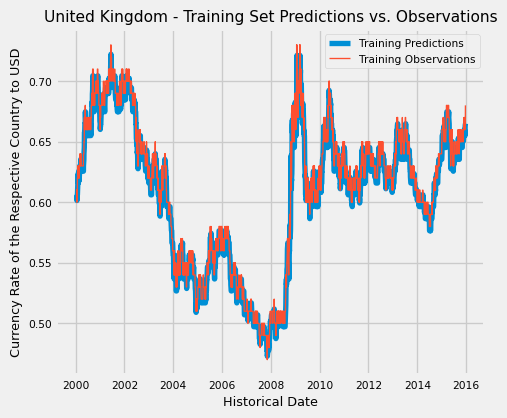 United Kingdom - Training Set Predictions vs. Observations
Training Predictions
Training Observations
Currency Rate of the Respective Country to USD
0.70
0.65
0.60
0.55
0.50
2000 2002 2004 2006 2008 2010 2012 2014 2016
Historical Date